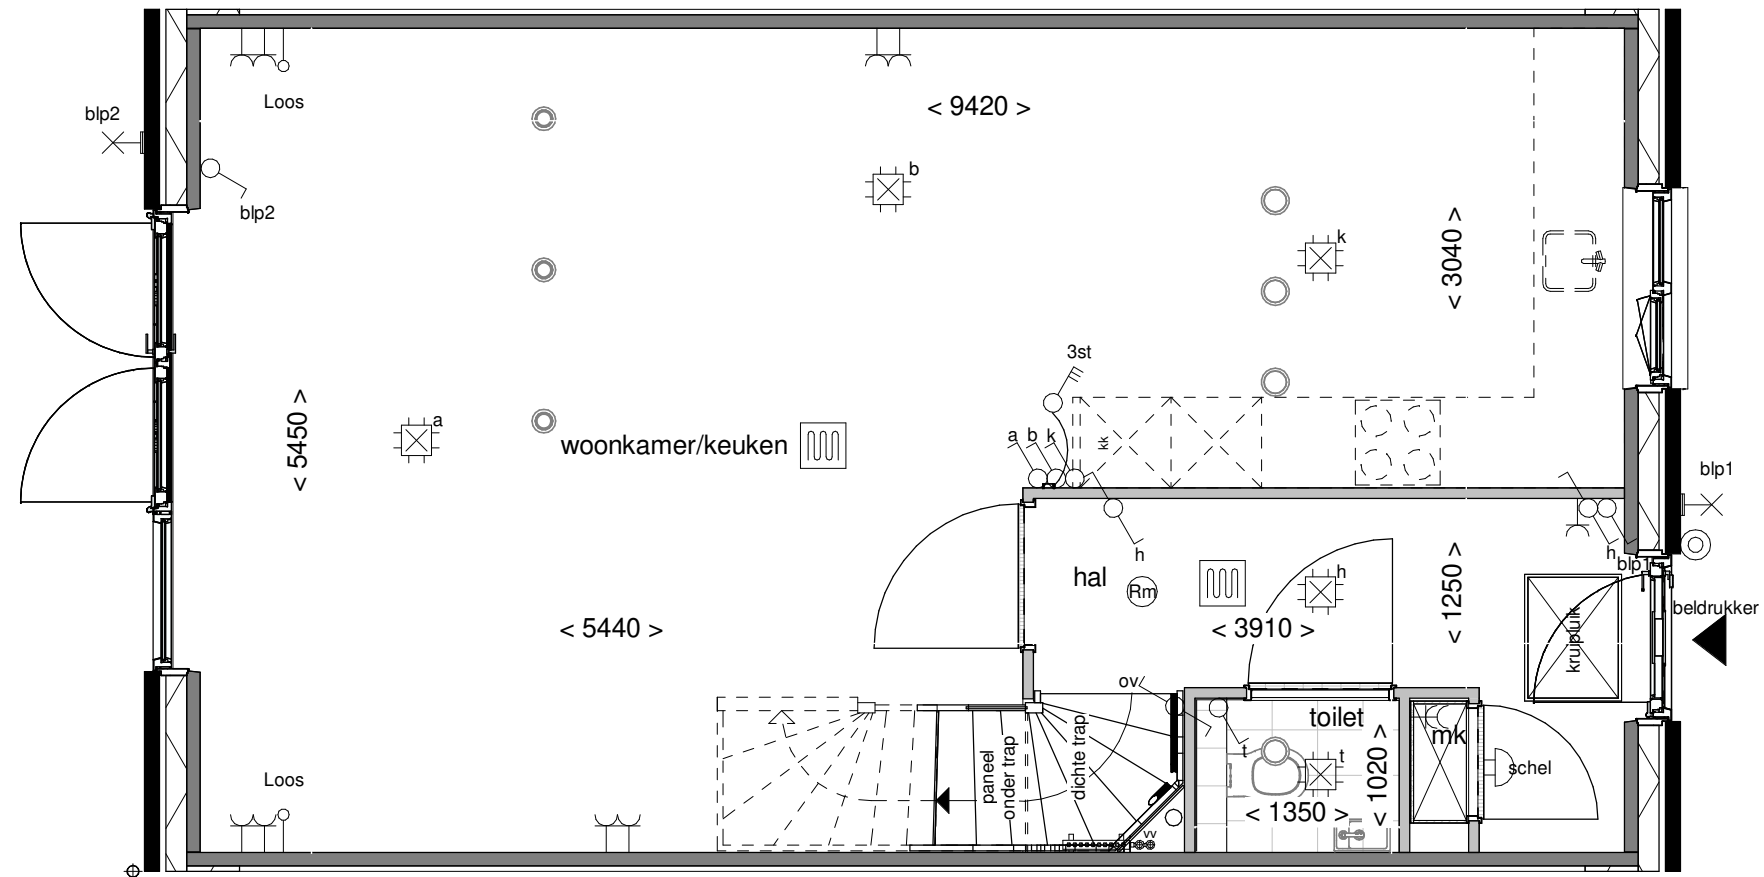 Loos
blp2
< 9420 >
b
blp2
k
< 3040 >
3st
a
< 5450 >
woonkamer/keuken
a b k
kk
blp1
h
h
blp1
hal
Rm
h
< 1250 >
beldrukker
kruipluik
< 5440 >
< 3910 >
ov
toilet
mk
t
t
paneel
onder trap
dichte trap
< 1020 >
schel
Loos
< 1350 >
vv